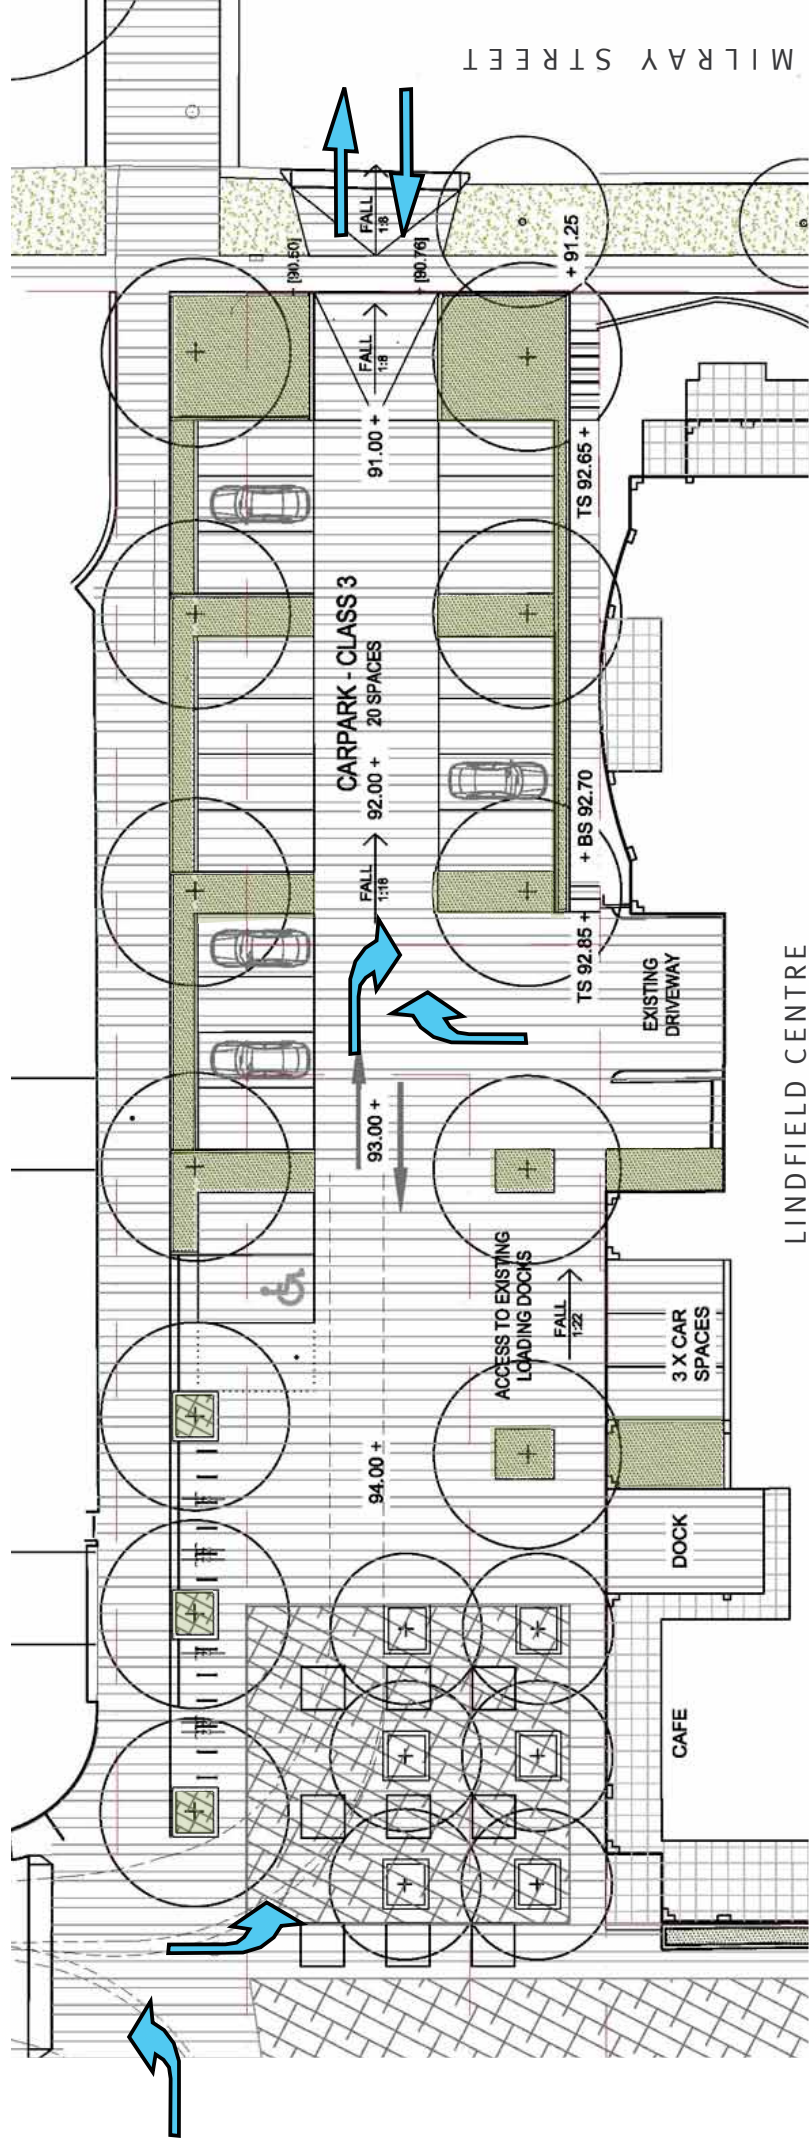 MILRAY STREET
FALL
1:8
[90.50]
[90.76]
+ 91.25
FALL
1:8
91.00 +
TS 92.65 +
CARPARK - CLASS 3
20 SPACES
92.00 +
+ BS 92.70
FALL
1:18
TS 92.85 +
EXISTING
DRIVEWAY
LINDFIELD CENTRE
93.00 +
ACCESS TO EXISTING
LOADING DOCKS
FALL
1:22
3 X CAR
SPACES
94.00 +
DOCK
CAFE